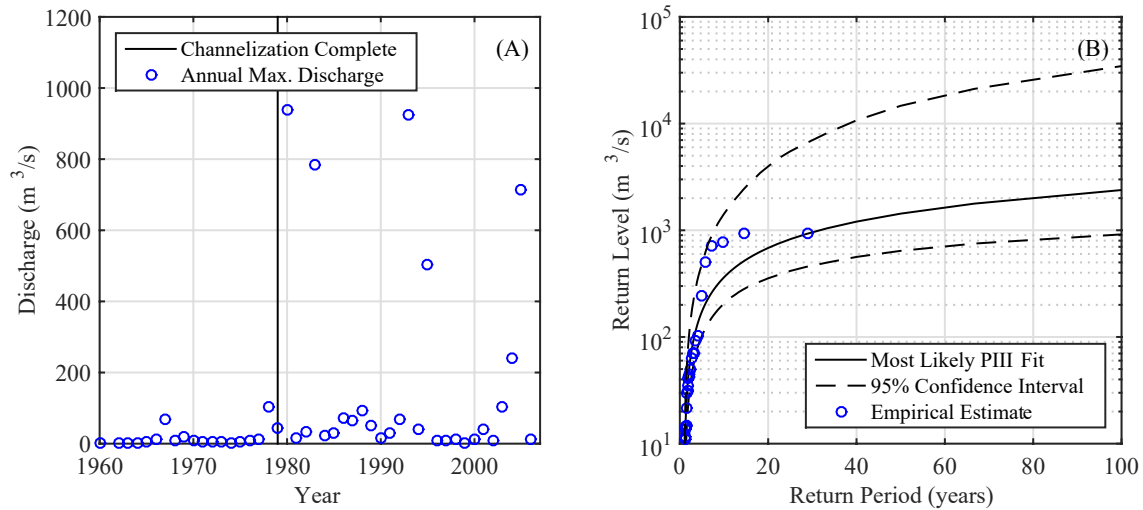 (A)
Channelization Complete
Annual Max. Discharge
1200
1000
800
600
400
200
0
Discharge (m 3/s)
1960 1970 1980 1990 2000
Year
(B)
10^5
10^4
10^3
10^2
10^1
Return Level (m 3/s)
Most Likely PIII Fit
95% Confidence Interval
Empirical Estimate
0 20 40 60 80 100
Return Period (years)